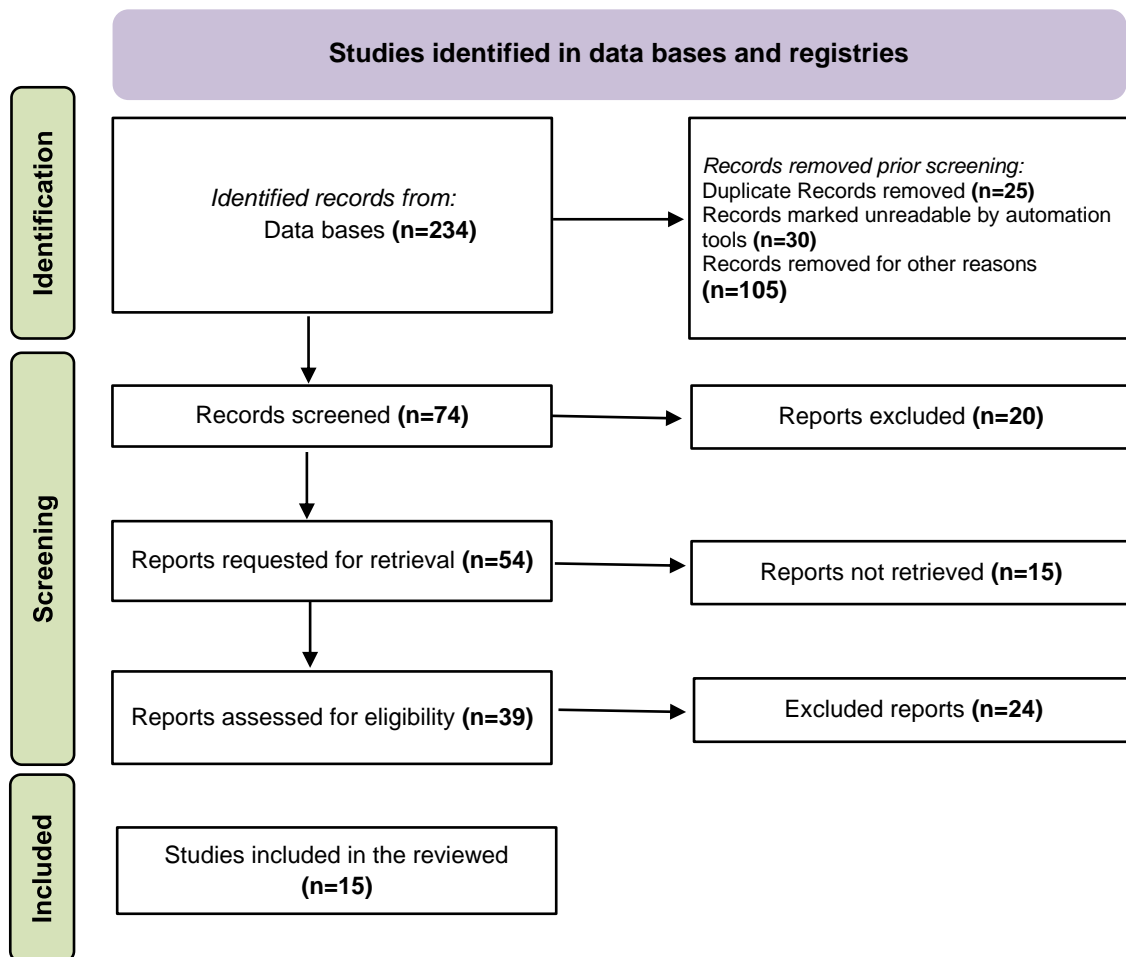 Studies identified in data bases and registries
Identification
Identified records from:
Data bases (n=234)
Records removed prior screening:
Duplicate Records removed (n=25)
Records marked unreadable by automation
tools (n=30)
Records removed for other reasons
(n=105)
Screening
Records screened (n=74)
Reports excluded (n=20)
Reports requested for retrieval (n=54)
Reports not retrieved (n=15)
Reports assessed for eligibility (n=39)
Excluded reports (n=24)
Included
Studies included in the reviewed
(n=15)